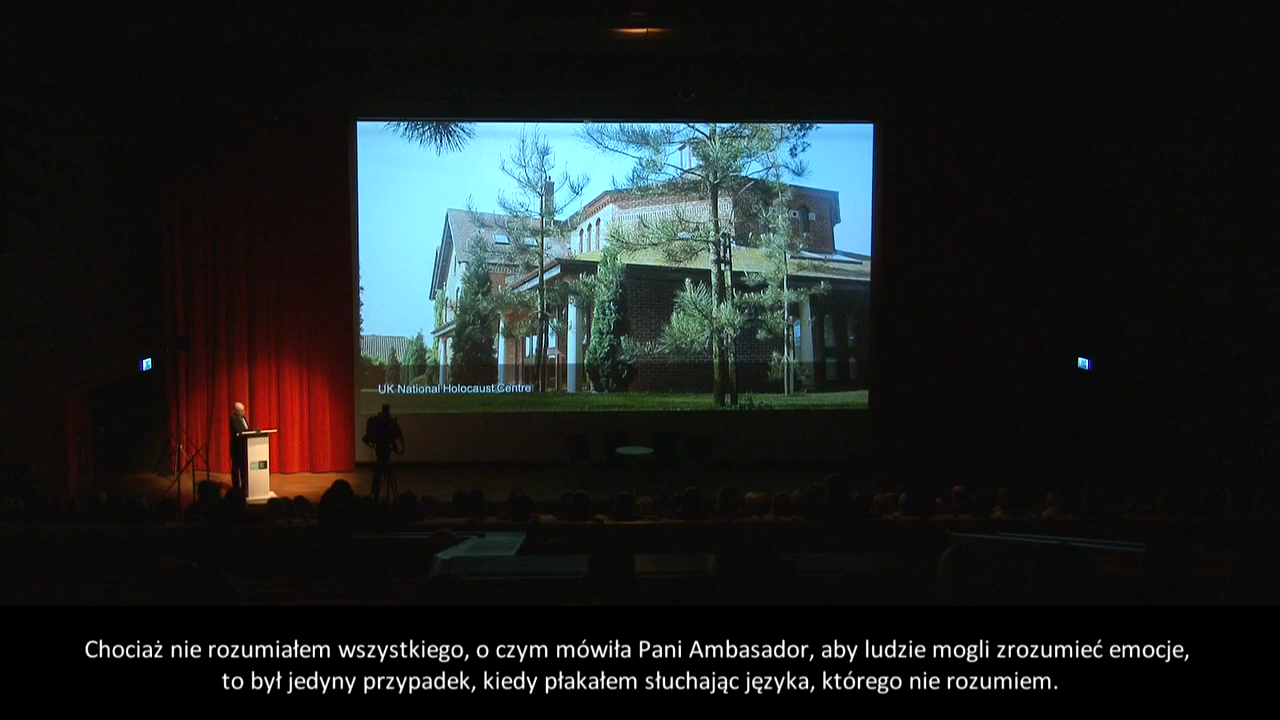 UK National Holocaust Centre
Chociaż nie rozumiałem wszystkiego, o czym mówiła Pani Ambasador, aby ludzie mogli zrozumieć emocje,
to był jedyny przypadek, kiedy płakałem słuchając języka, którego nie rozumiem.